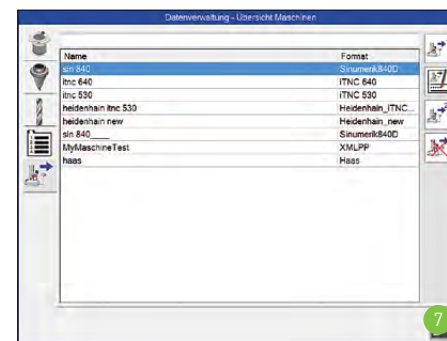 Datenverwaltung - Übersicht Maschinen
Name Format
sin 840 Sinumerik840D
itnc 640 iTNC 640
itnc 530 iTNC 530
heidenhain itnc 530 Heidenhain_iTNC...
heidenhain new Heidenhain_new
sin 840____ Sinumerik840D
MyMaschineTest XMLPP
haas Haas
7